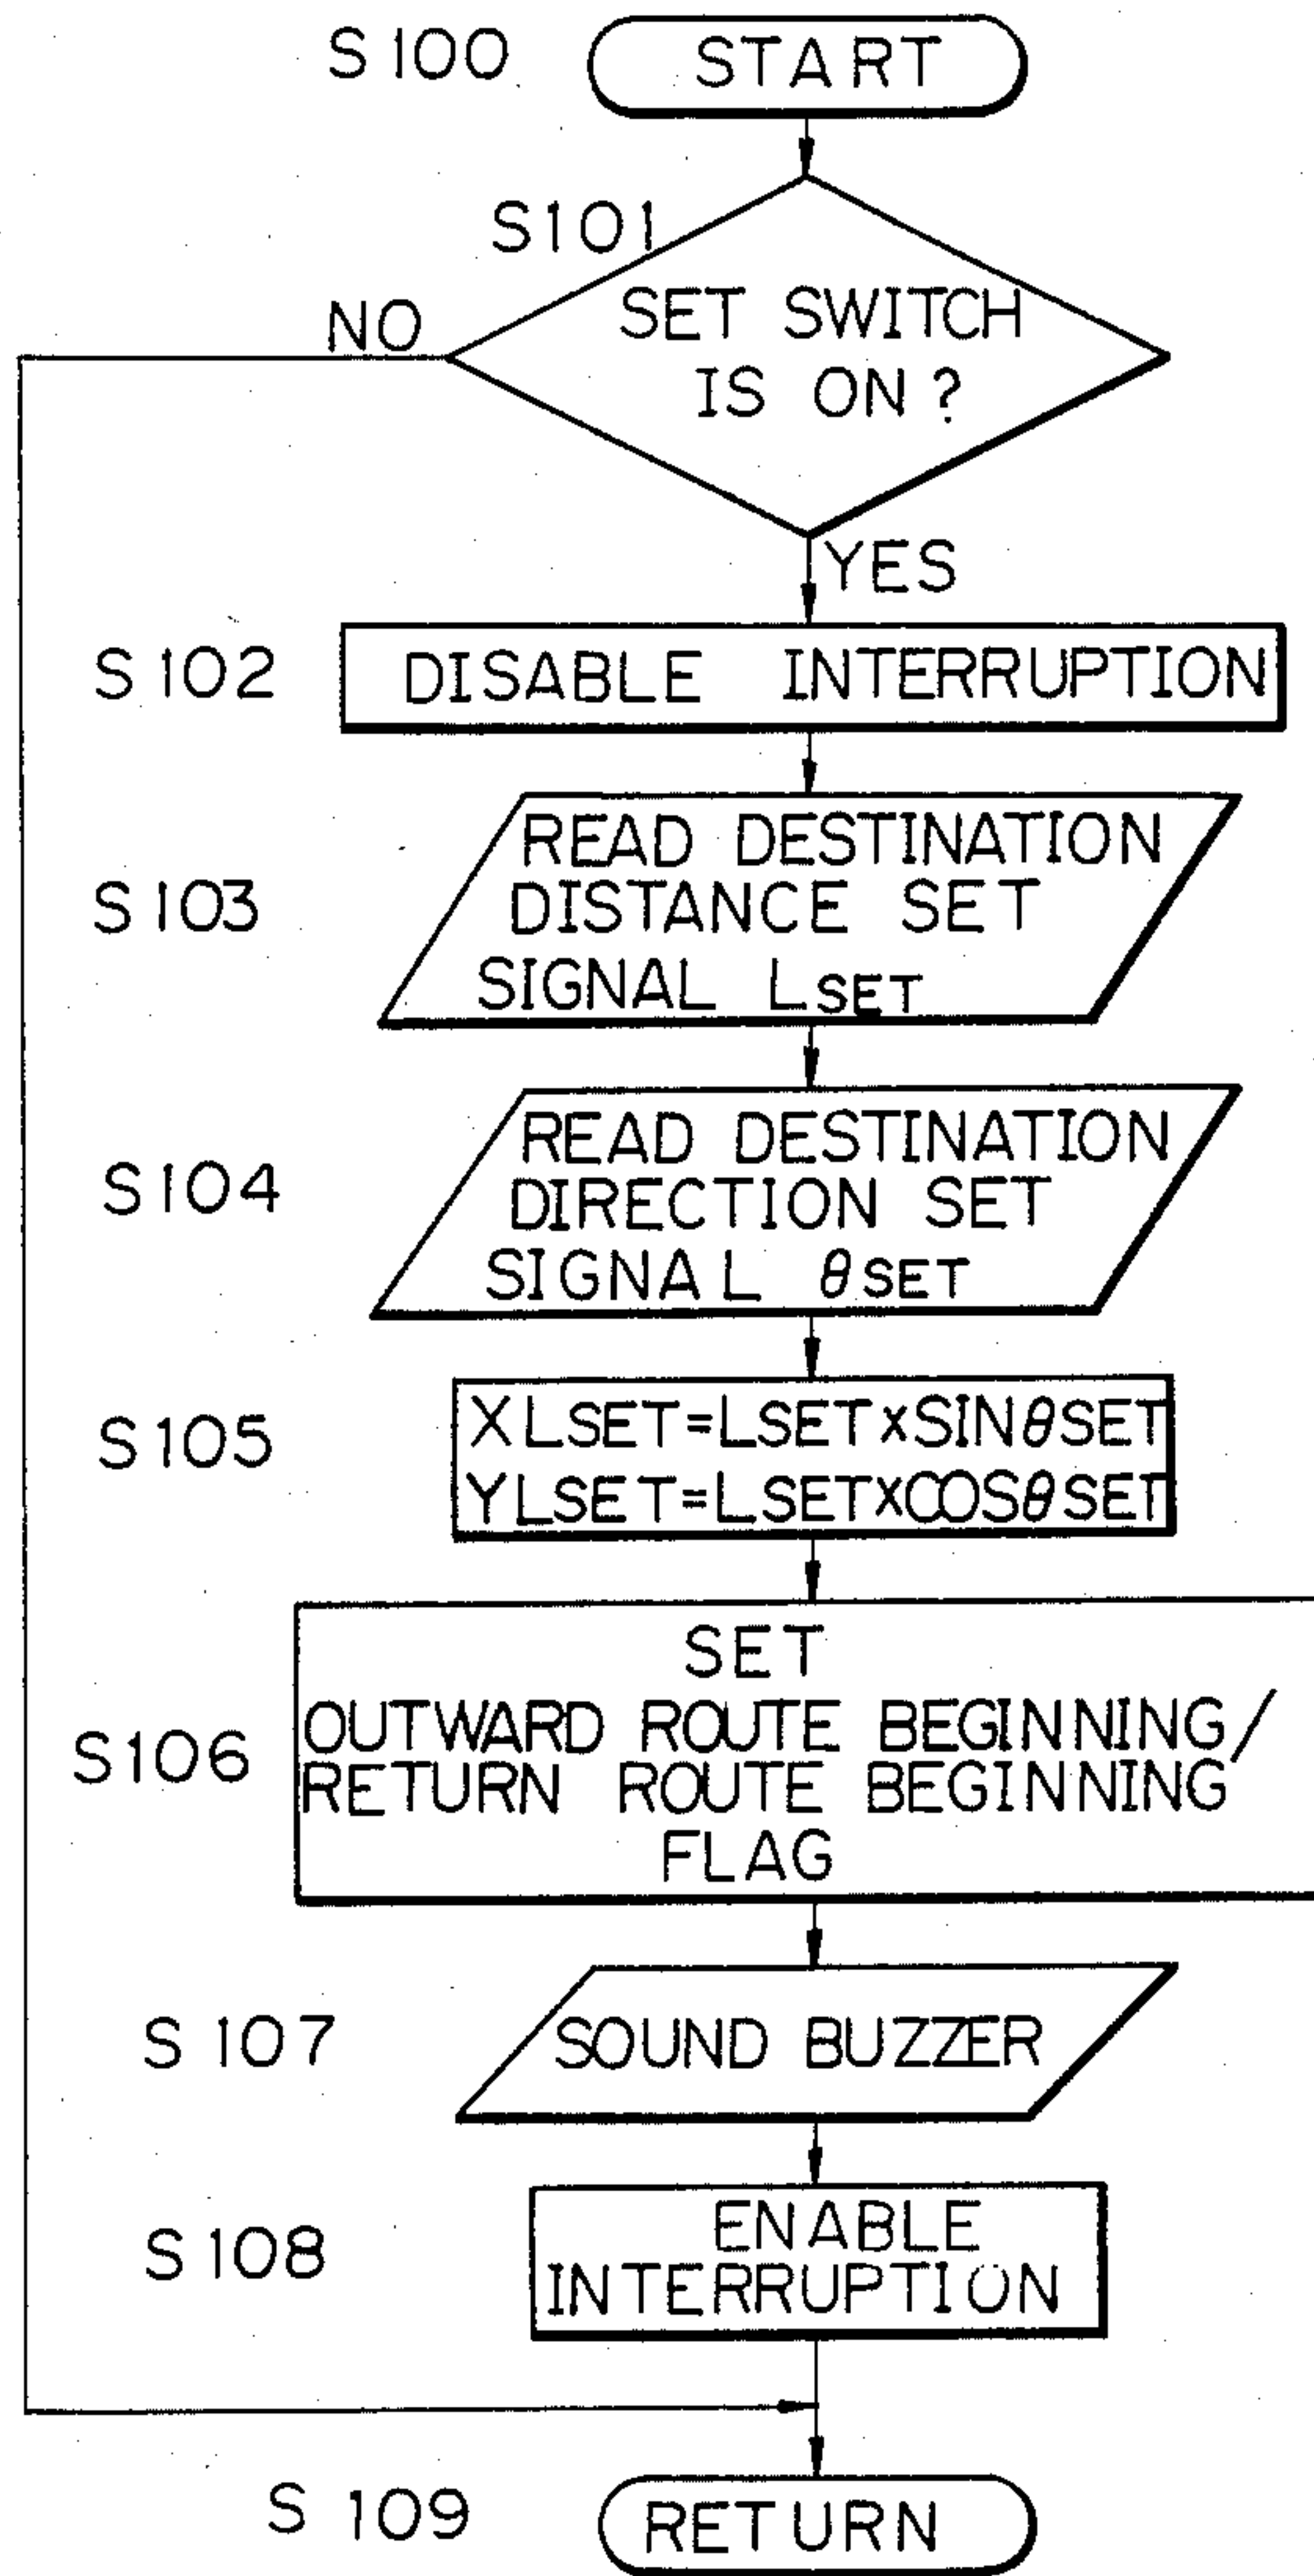 S100 START
S101
SET SWITCH
NO
IS ON?
YES
S102 DISABLE INTERRUPTION
READ DESTINATION
S103 DISTANCE SET
SIGNAL LSET
READ DESTINATION
S104 DIRECTION SET
SIGNAL θSET
S105 XLSET=LSET×SINθSET
YLSET=LSET×COSθSET
SET
OUTWARD ROUTE BEGINNING/
S106 RETURN ROUTE BEGINNING
FLAG
S107 SOUND BUZZER
ENABLE
S108 INTERRUPTION
S109 RETURN